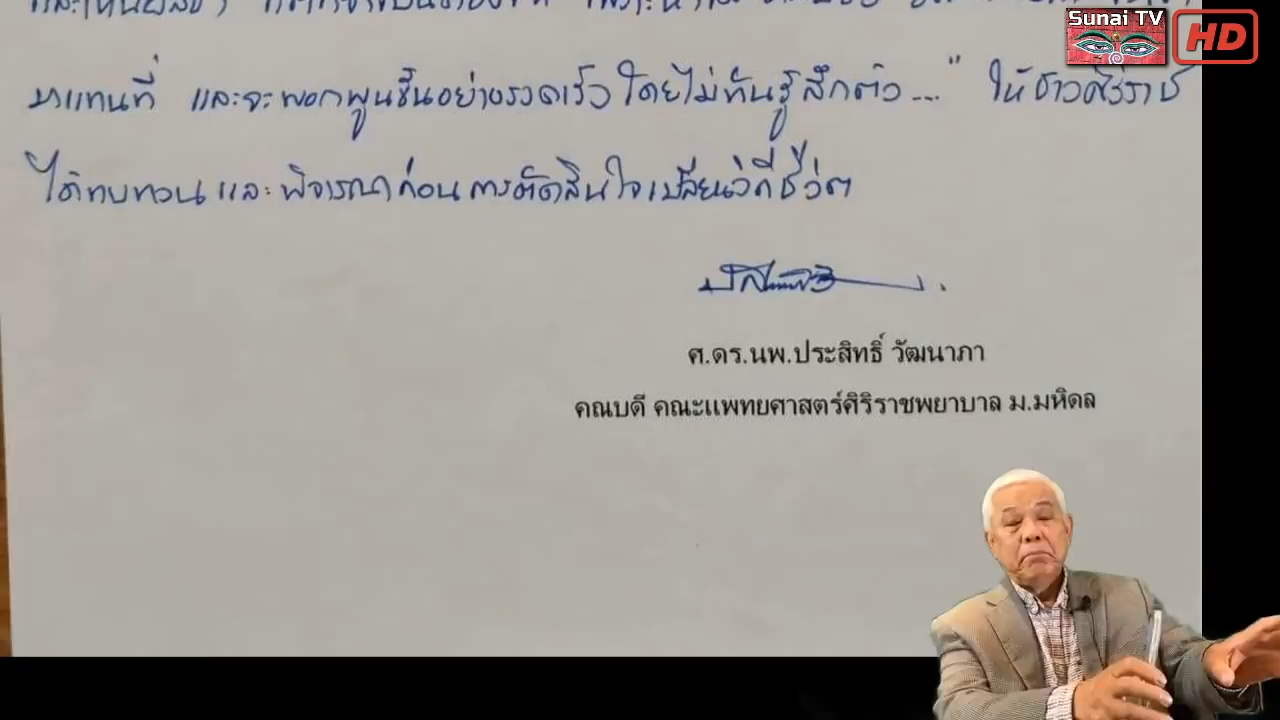 Sunai TV
HD
มาแทนที่ และจะพอกพูนขึ้นอย่างรวดเร็ว โดยไม่ทันรู้สึกตัว..." ให้ชาวศิริราช
ได้ทบทวนและพิจารณาก่อนการตัดสินใจเปลี่ยนวิถีชีวิต
ศ.ดร.นพ.ประสิทธิ์ วัฒนาภา
คณบดี คณะแพทยศาสตร์ศิริราชพยาบาล ม.มหิดล